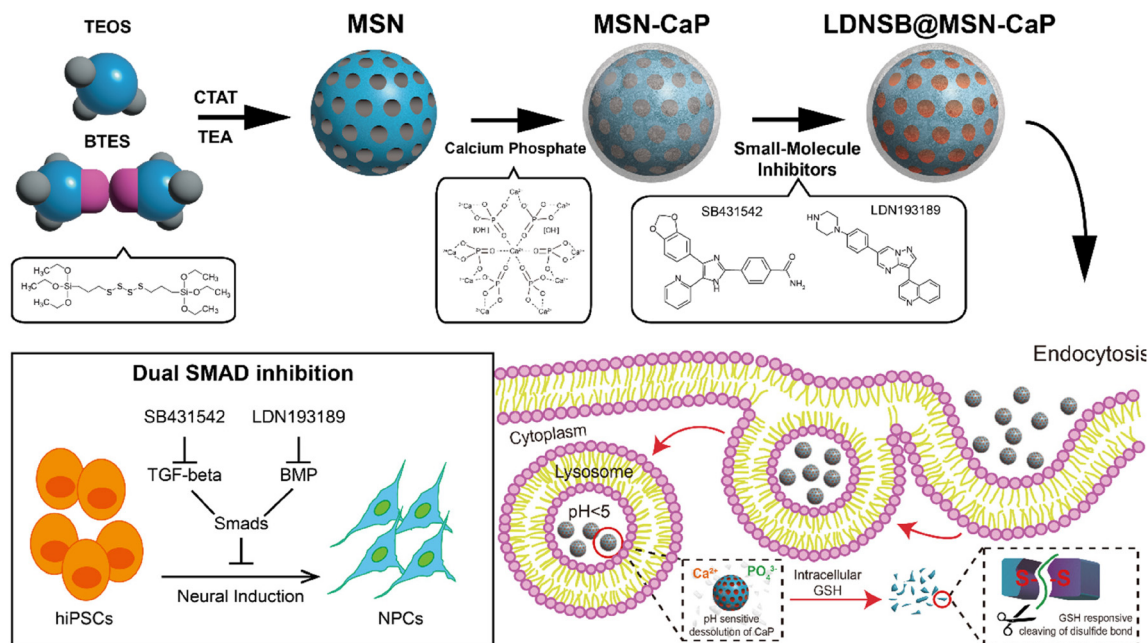 TEOS
MSN
MSN-CaP
LDNSB@MSN-CaP
CTAT
TEA
BTES
Calcium Phosphate
Small-Molecule
Inhibitors
SB431542
LDN193189
Dual SMAD inhibition
SB431542
LDN193189
TGF-beta
BMP
Smads
Neural Induction
hiPSCs
NPCs
Endocytosis
Cytoplasm
Lysosome
pH<5
Ca²⁺
PO₄³⁻
pH sensitive
dessolution of CaP
Intracellular
GSH
S-S
GSH responsive
cleaving of disulfide bond